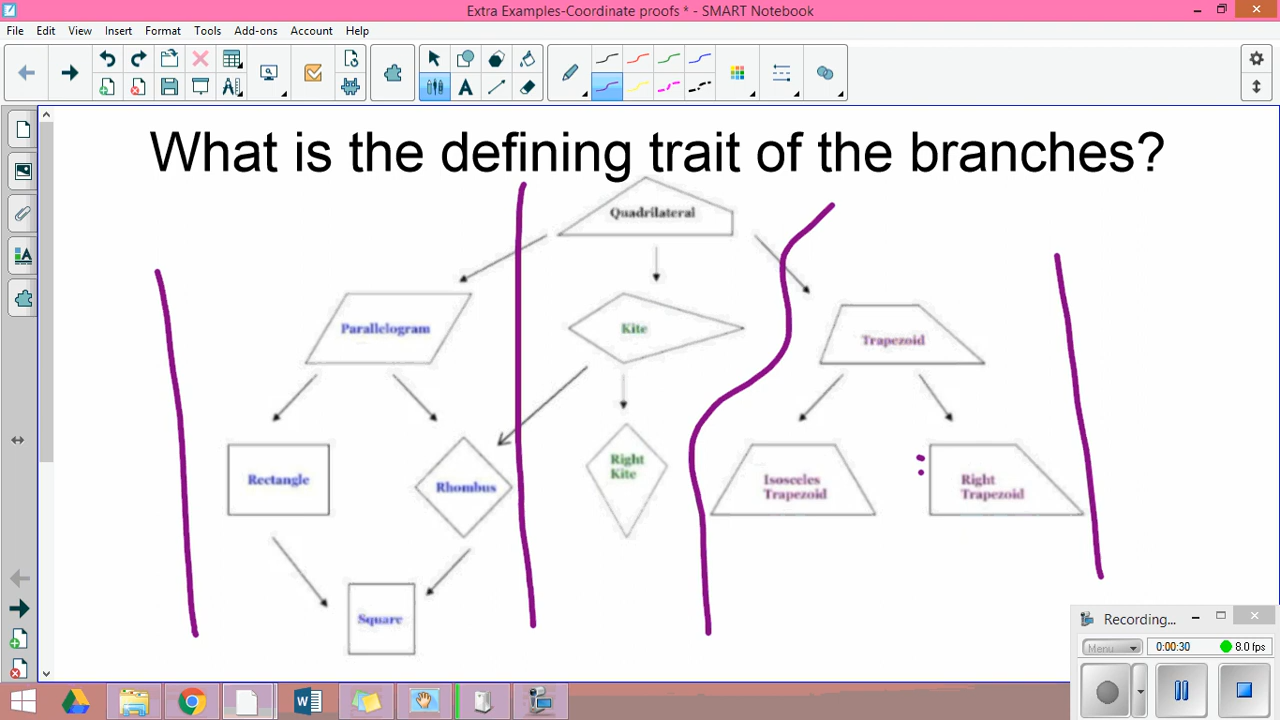 Extra Examples-Coordinate proofs * - SMART Notebook
File Edit View Insert Format Tools Add-ons Account Help
What is the defining trait of the branches?
Quadrilateral
Parallelogram
Kite
Trapezoid
Rectangle
Rhombus
Right
Kite
Isosceles
Trapezoid
Right
Trapezoid
Square
Recording...
Menu
0:00:30
8.0 fps